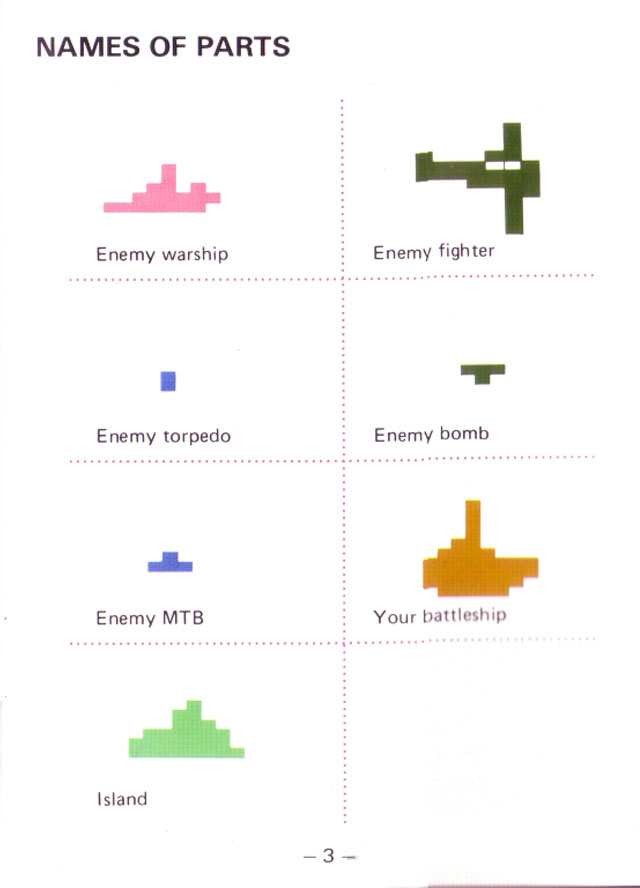 NAMES OF PARTS
Enemy warship
Enemy fighter
Enemy torpedo
Enemy bomb
Enemy MTB
Your battleship
Island
– 3 –